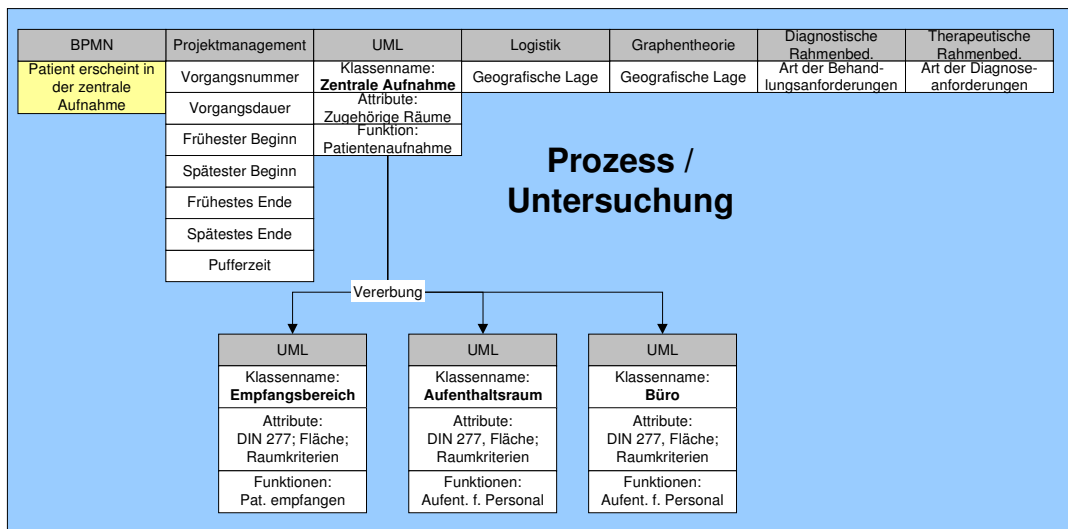 BPMN
Projektmanagement
UML
Logistik
Graphentheorie
Diagnostische
Rahmenbed.
Therapeutische
Rahmenbed.
Patient erscheint in
der zentrale
Aufnahme
Vorgangsnummer
Klassenname:
Zentrale Aufnahme
Geografische Lage
Geografische Lage
Art der Behand-
lungsanforderungen
Art der Diagnose-
anforderungen
Vorgangsdauer
Attribute:
Zugehörige Räume
Frühester Beginn
Funktion:
Patientenaufnahme
Spätester Beginn
Frühestes Ende
Spätestes Ende
Pufferzeit
Prozess /
Untersuchung
Vererbung
UML
Klassenname:
Empfangsbereich
Attribute:
DIN 277; Fläche;
Raumkriterien
Funktionen:
Pat. empfangen
UML
Klassenname:
Aufenthaltsraum
Attribute:
DIN 277, Fläche;
Raumkriterien
Funktionen:
Aufent. f. Personal
UML
Klassenname:
Büro
Attribute:
DIN 277, Fläche;
Raumkriterien
Funktionen:
Aufent. f. Personal